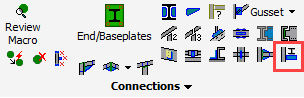 Review
Macro
End/Baseplates
Gusset
Connections